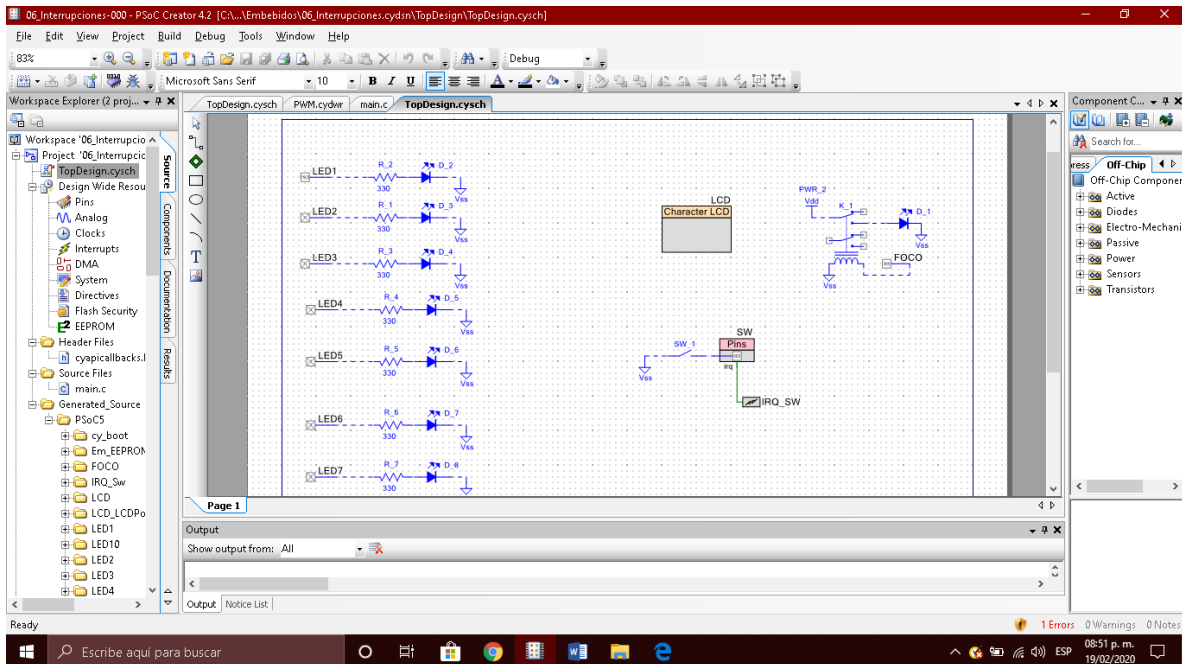 06_Interrupciones-000 - PSoC Creator 4.2 [C:\...\Embebidos\06_Interrupciones.cydsn\TopDesign\TopDesign.cysch]
File Edit View Project Build Debug Tools Window Help
83%
Debug
Microsoft Sans Serif 10 B I U A
Workspace Explorer (2 proj...
Workspace '06_Interrupcio
Project '06_Interrupcic
TopDesign.cysch
Design Wide Resou
Pins
Analog
Clocks
Interrupts
DMA
System
Directives
Flash Security
EEPROM
Header Files
cyapicallbacks.l
Source Files
main.c
Generated_Source
PSoC5
cy_boot
Em_EEPRON
FOCO
IRQ_Sw
LCD
LCD_LCDPo
LED1
LED10
LED2
LED3
LED4
Source
Components
Documentation
Results
TopDesign.cysch PWM.cydwr main.c TopDesign.cysch
LED1 R_2 330 D_2 Vss
LED2 R_1 330 D_3 Vss
LED3 R_3 330 D_4 Vss
LED4 R_4 330 D_5 Vss
LED5 R_5 330 D_6 Vss
LED6 R_6 330 D_7 Vss
LED7 R_7 330 D_8
LCD
Character LCD
PWR_2
Vdd K_1 D_1
Vss
FOCO
Vss
SW
SW_1 Pins
Vss irq
IRQ_SW
Page 1
Output
Show output from: All
Output Notice List
Component C...
Search for...
ress Off-Chip
Off-Chip Componer
Active
Diodes
Electro-Mechani
Passive
Power
Sensors
Transistors
Ready
1 Errors 0 Warnings 0 Notes
Escribe aquí para buscar
ESP
08:51 p. m.
19/02/2020